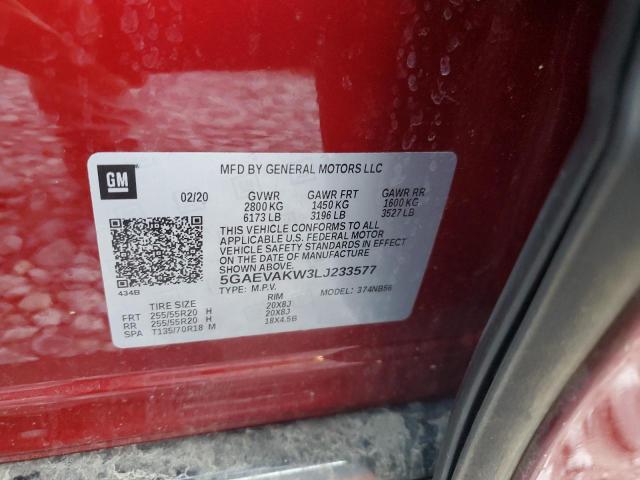 GM
MFD BY GENERAL MOTORS LLC
02/20 GVWR GAWR FRT GAWR RR
2800 KG 1450 KG 1600 KG
6173 LB 3196 LB 3527 LB
THIS VEHICLE CONFORMS TO ALL
APPLICABLE U.S. FEDERAL MOTOR
VEHICLE SAFETY STANDARDS IN EFFECT
ON THE DATE OF MANUFACTURE
SHOWN ABOVE.
5GAEVAKW3LJ233577
434B TYPE: M.P.V. MODEL: 374NB56
TIRE SIZE RIM
FRT 255/55R20 H 20X8J
RR 255/55R20 H 20X8J
SPA T135/70R18 M 18X4.5B